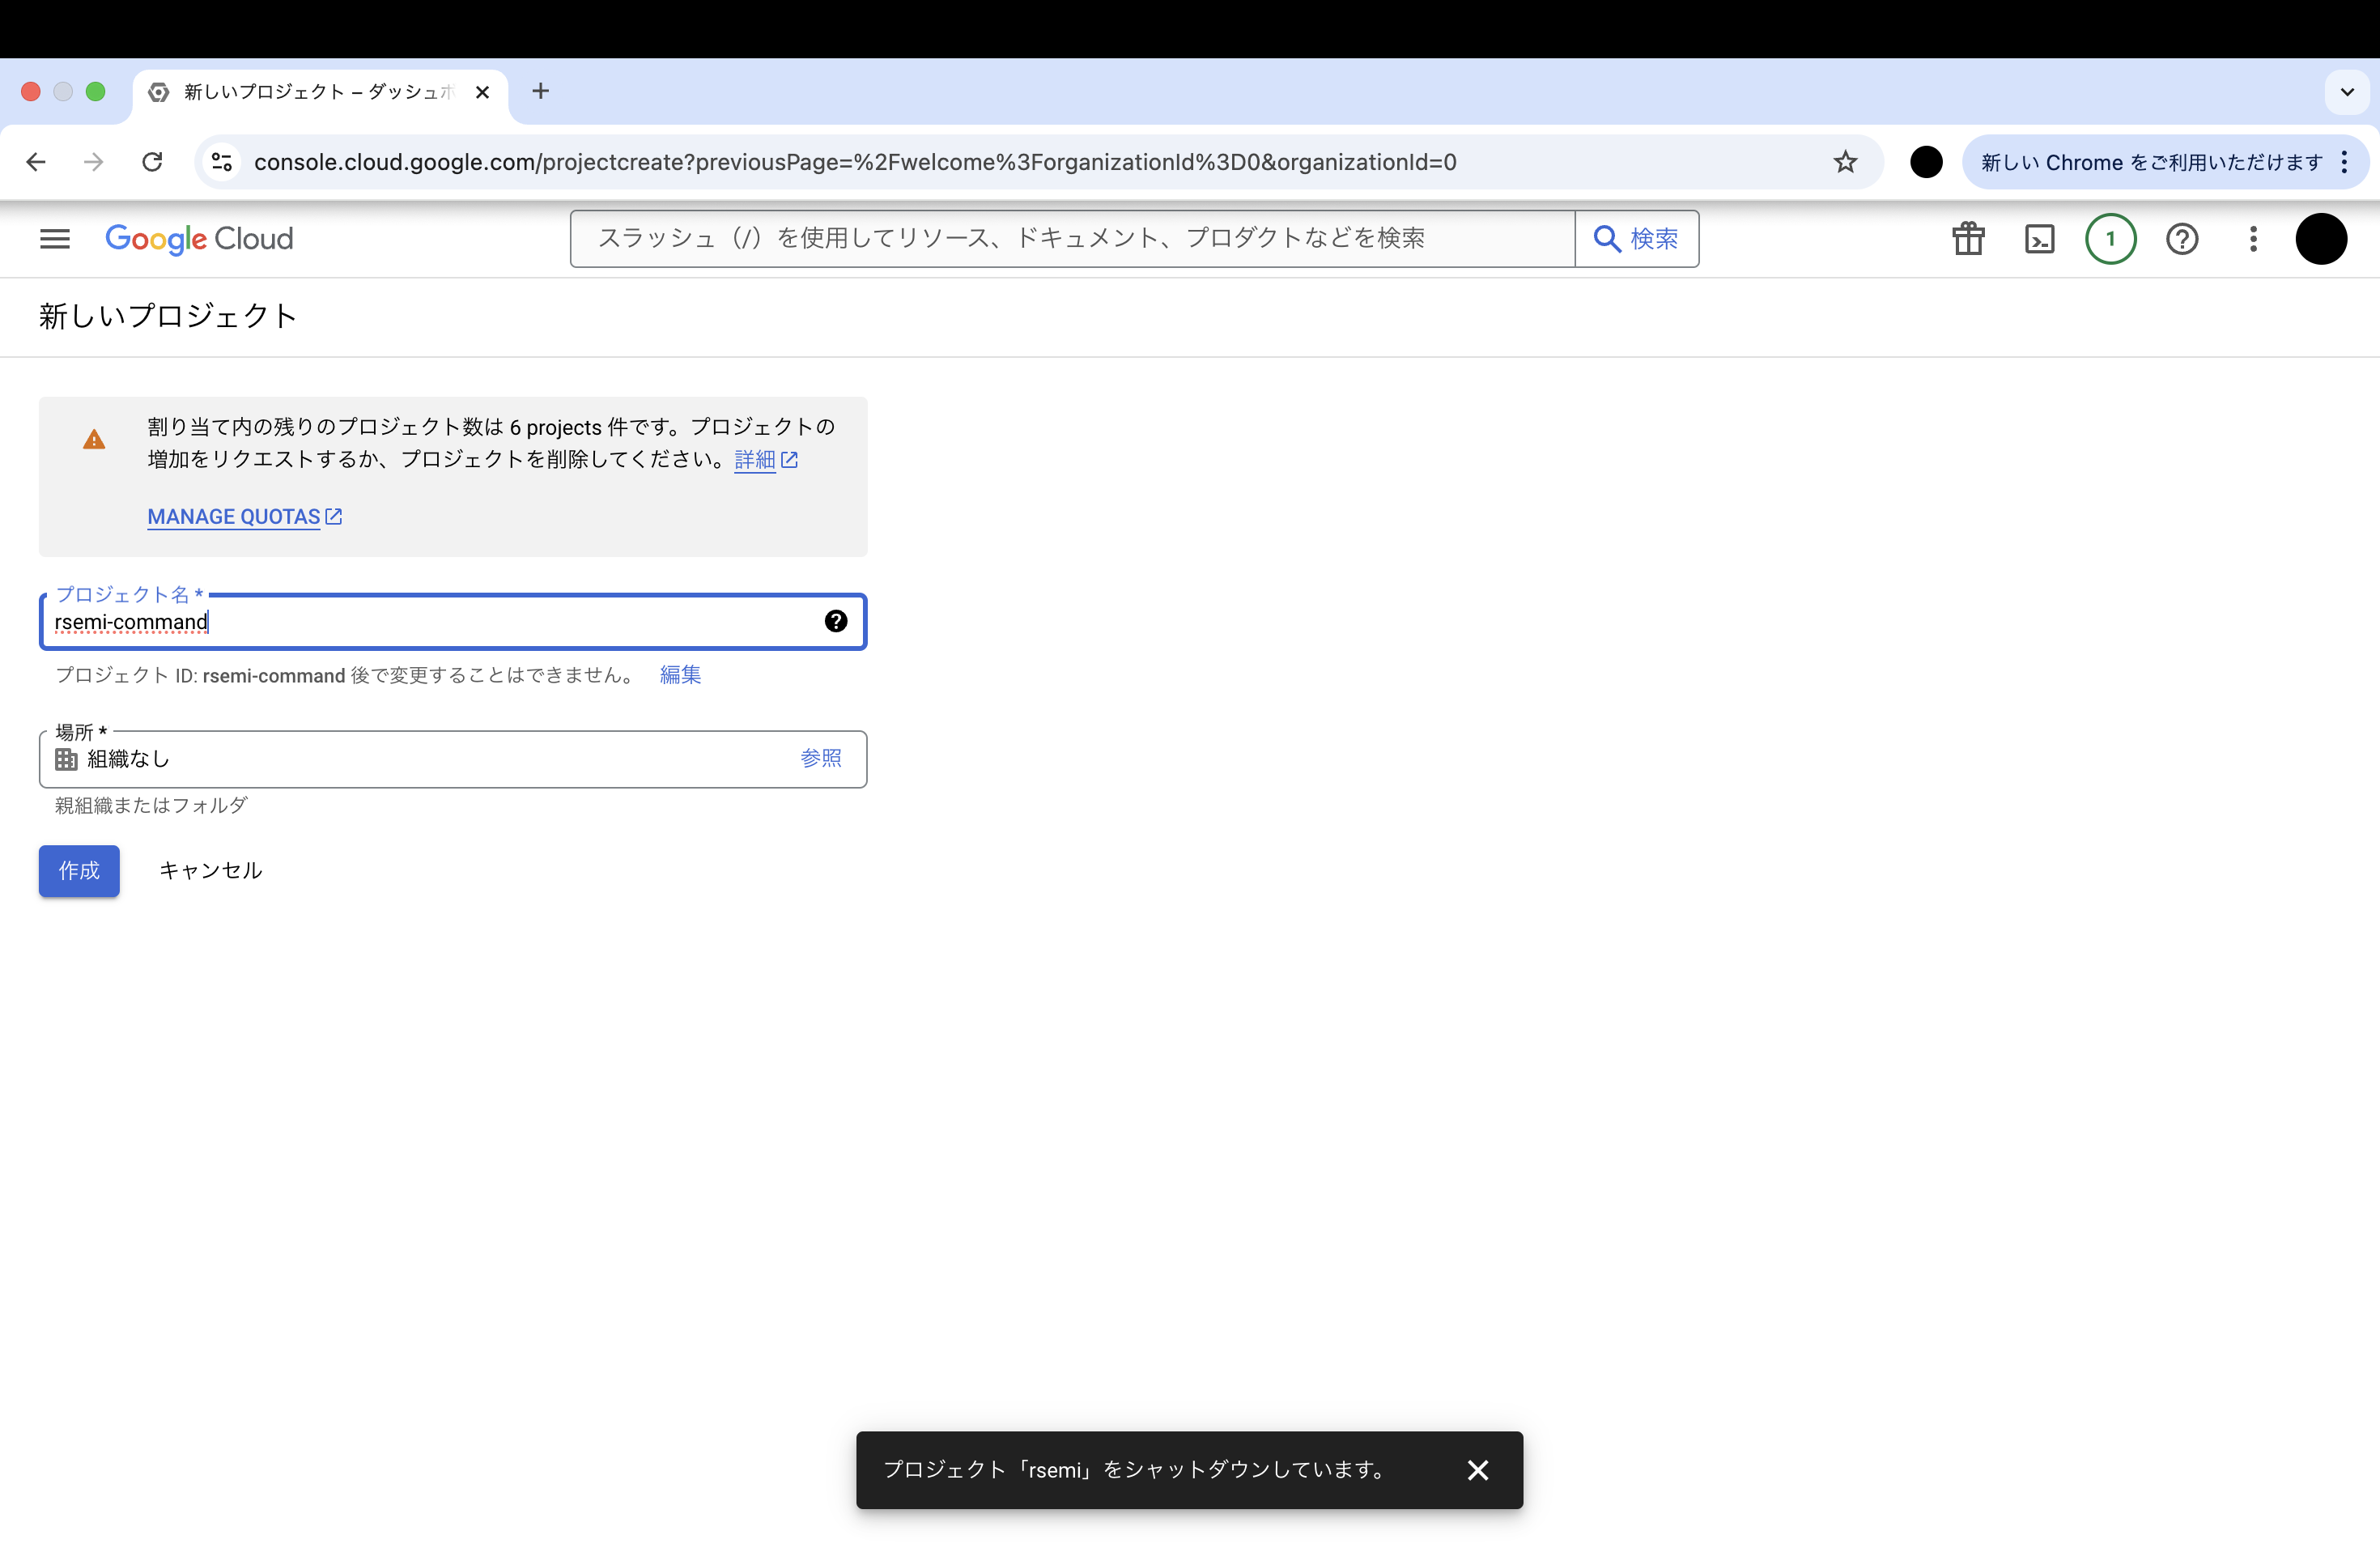 新しいプロジェクト – ダッシュボ
console.cloud.google.com/projectcreate?previousPage=%2Fwelcome%3ForganizationId%3D0&organizationId=0
新しい Chrome をご利用いただけます
Google Cloud
スラッシュ（/）を使用してリソース、ドキュメント、プロダクトなどを検索
検索
1
新しいプロジェクト
割り当て内の残りのプロジェクト数は 6 projects 件です。プロジェクトの
増加をリクエストするか、プロジェクトを削除してください。詳細
MANAGE QUOTAS
プロジェクト名 *
rsemi-command
プロジェクト ID: rsemi-command 後で変更することはできません。 編集
場所 *
組織なし
参照
親組織またはフォルダ
作成
キャンセル
プロジェクト「rsemi」をシャットダウンしています。